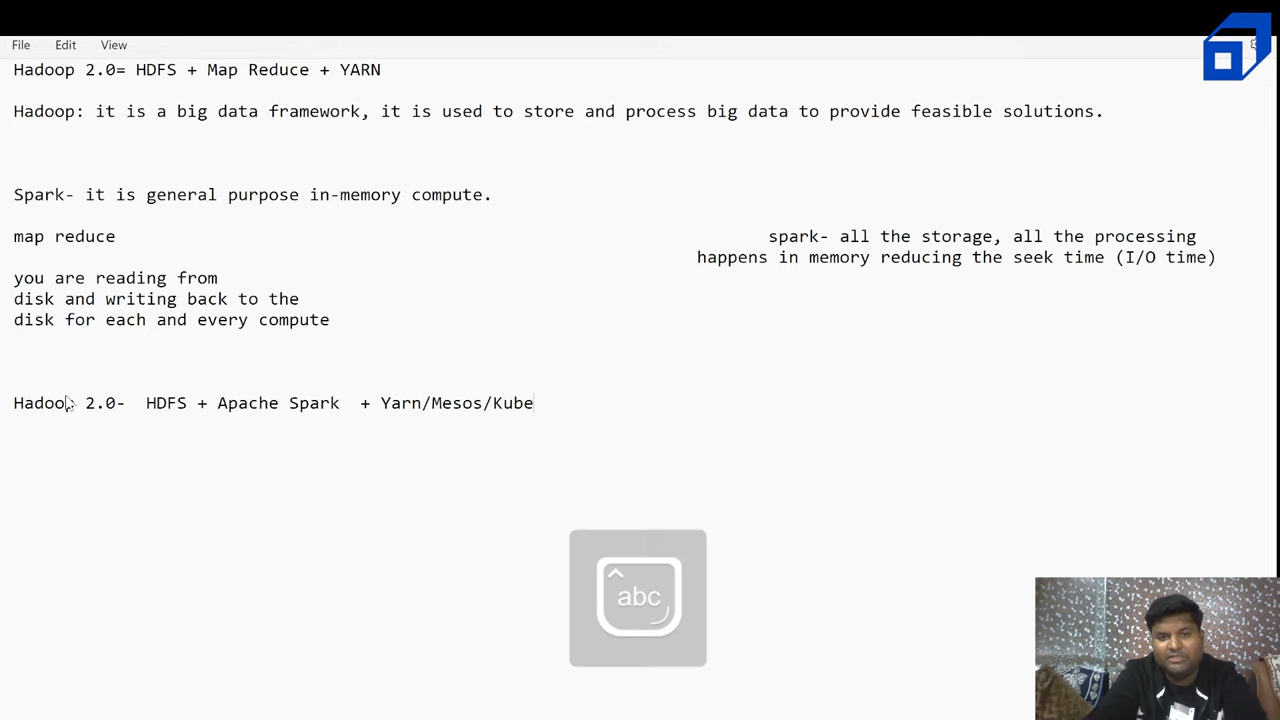 File Edit View
Hadoop 2.0= HDFS + Map Reduce + YARN
Hadoop: it is a big data framework, it is used to store and process big data to provide feasible solutions.
Spark- it is general purpose in-memory compute.
map reduce
spark- all the storage, all the processing
happens in memory reducing the seek time (I/O time)
you are reading from
disk and writing back to the
disk for each and every compute
Hadoop 2.0- HDFS + Apache Spark + Yarn/Mesos/Kube
abc